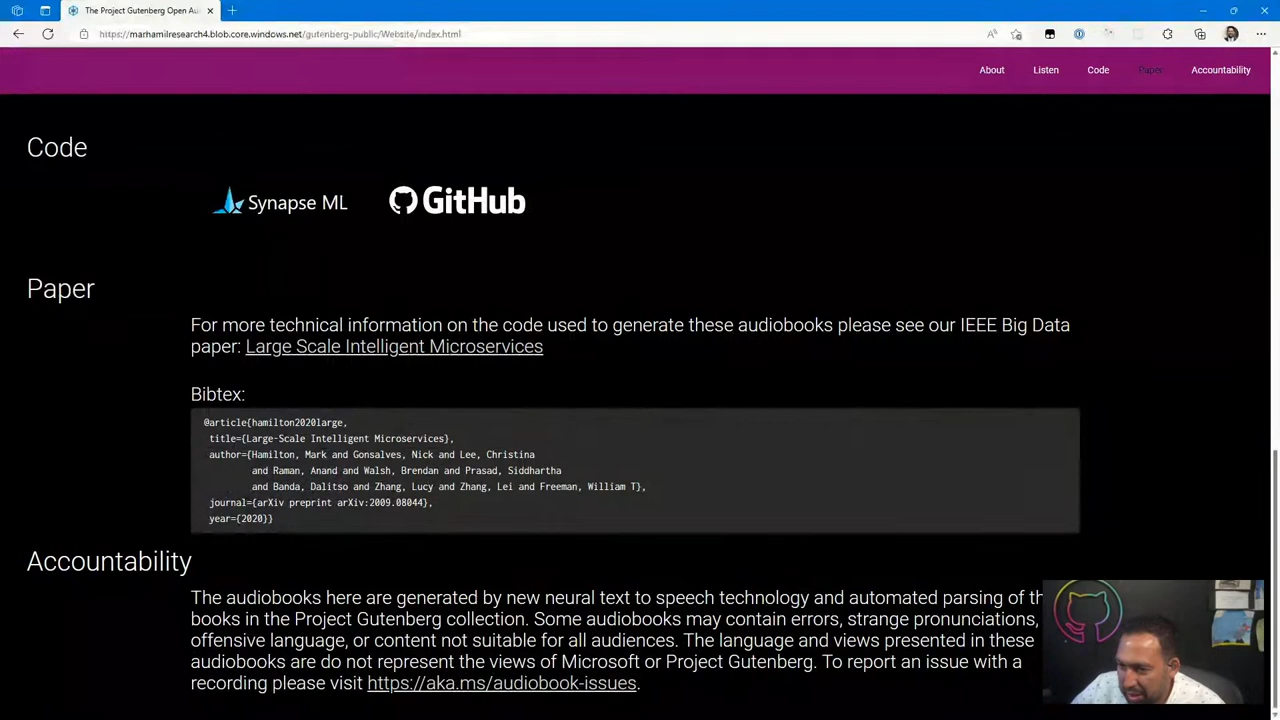 The Project Gutenberg Open Au
https://marhamilresearch4.blob.core.windows.net/gutenberg-public/Website/index.html
About
Listen
Code
Paper
Accountability
Code
Synapse ML
GitHub
Paper
For more technical information on the code used to generate these audiobooks please see our IEEE Big Data
paper: Large Scale Intelligent Microservices
Bibtex:
@article{hamilton2020large,
title={Large-Scale Intelligent Microservices},
author={Hamilton, Mark and Gonsalves, Nick and Lee, Christina
and Raman, Anand and Walsh, Brendan and Prasad, Siddhartha
and Banda, Dalitso and Zhang, Lucy and Zhang, Lei and Freeman, William T},
journal={arXiv preprint arXiv:2009.08044},
year={2020}}
Accountability
The audiobooks here are generated by new neural text to speech technology and automated parsing of th
books in the Project Gutenberg collection. Some audiobooks may contain errors, strange pronunciations,
offensive language, or content not suitable for all audiences. The language and views presented in these
audiobooks are do not represent the views of Microsoft or Project Gutenberg. To report an issue with a
recording please visit https://aka.ms/audiobook-issues.